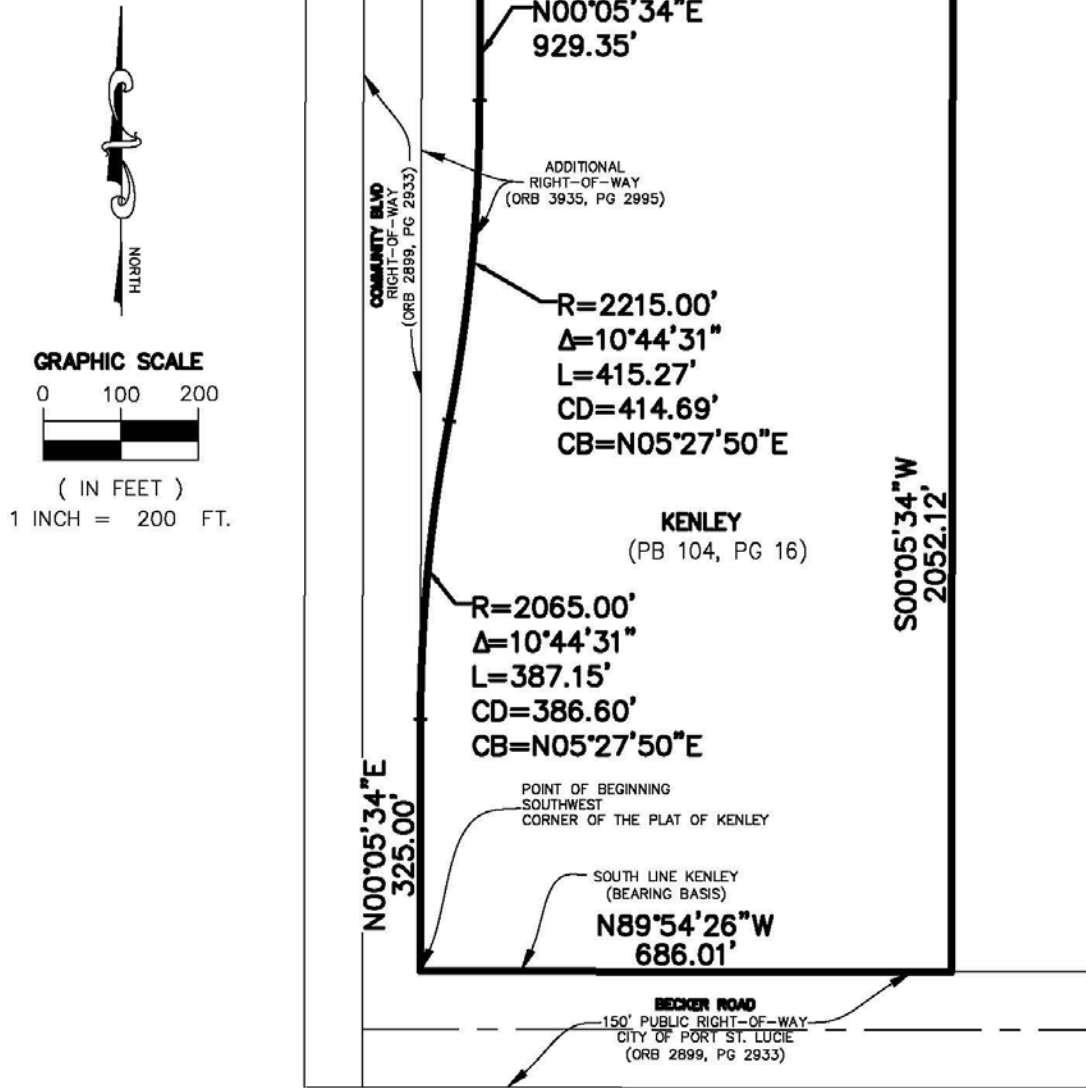 N00°05'34"E
929.35'
NORTH
ADDITIONAL
RIGHT-OF-WAY
(ORB 3935, PG 2995)
COMMUNITY BLVD
RIGHT-OF-WAY
(ORB 2899, PG 2933)
R=2215.00'
Δ=10°44'31"
L=415.27'
CD=414.69'
CB=N05°27'50"E
GRAPHIC SCALE
0 100 200
( IN FEET )
1 INCH = 200 FT.
KENLEY
(PB 104, PG 16)
S00°05'34"W
2052.12'
R=2065.00'
Δ=10°44'31"
L=387.15'
CD=386.60'
CB=N05°27'50"E
N00°05'34"E
325.00'
POINT OF BEGINNING
SOUTHWEST
CORNER OF THE PLAT OF KENLEY
SOUTH LINE KENLEY
(BEARING BASIS)
N89°54'26"W
686.01'
BECKER ROAD
150' PUBLIC RIGHT-OF-WAY
CITY OF PORT ST. LUCIE
(ORB 2899, PG 2933)